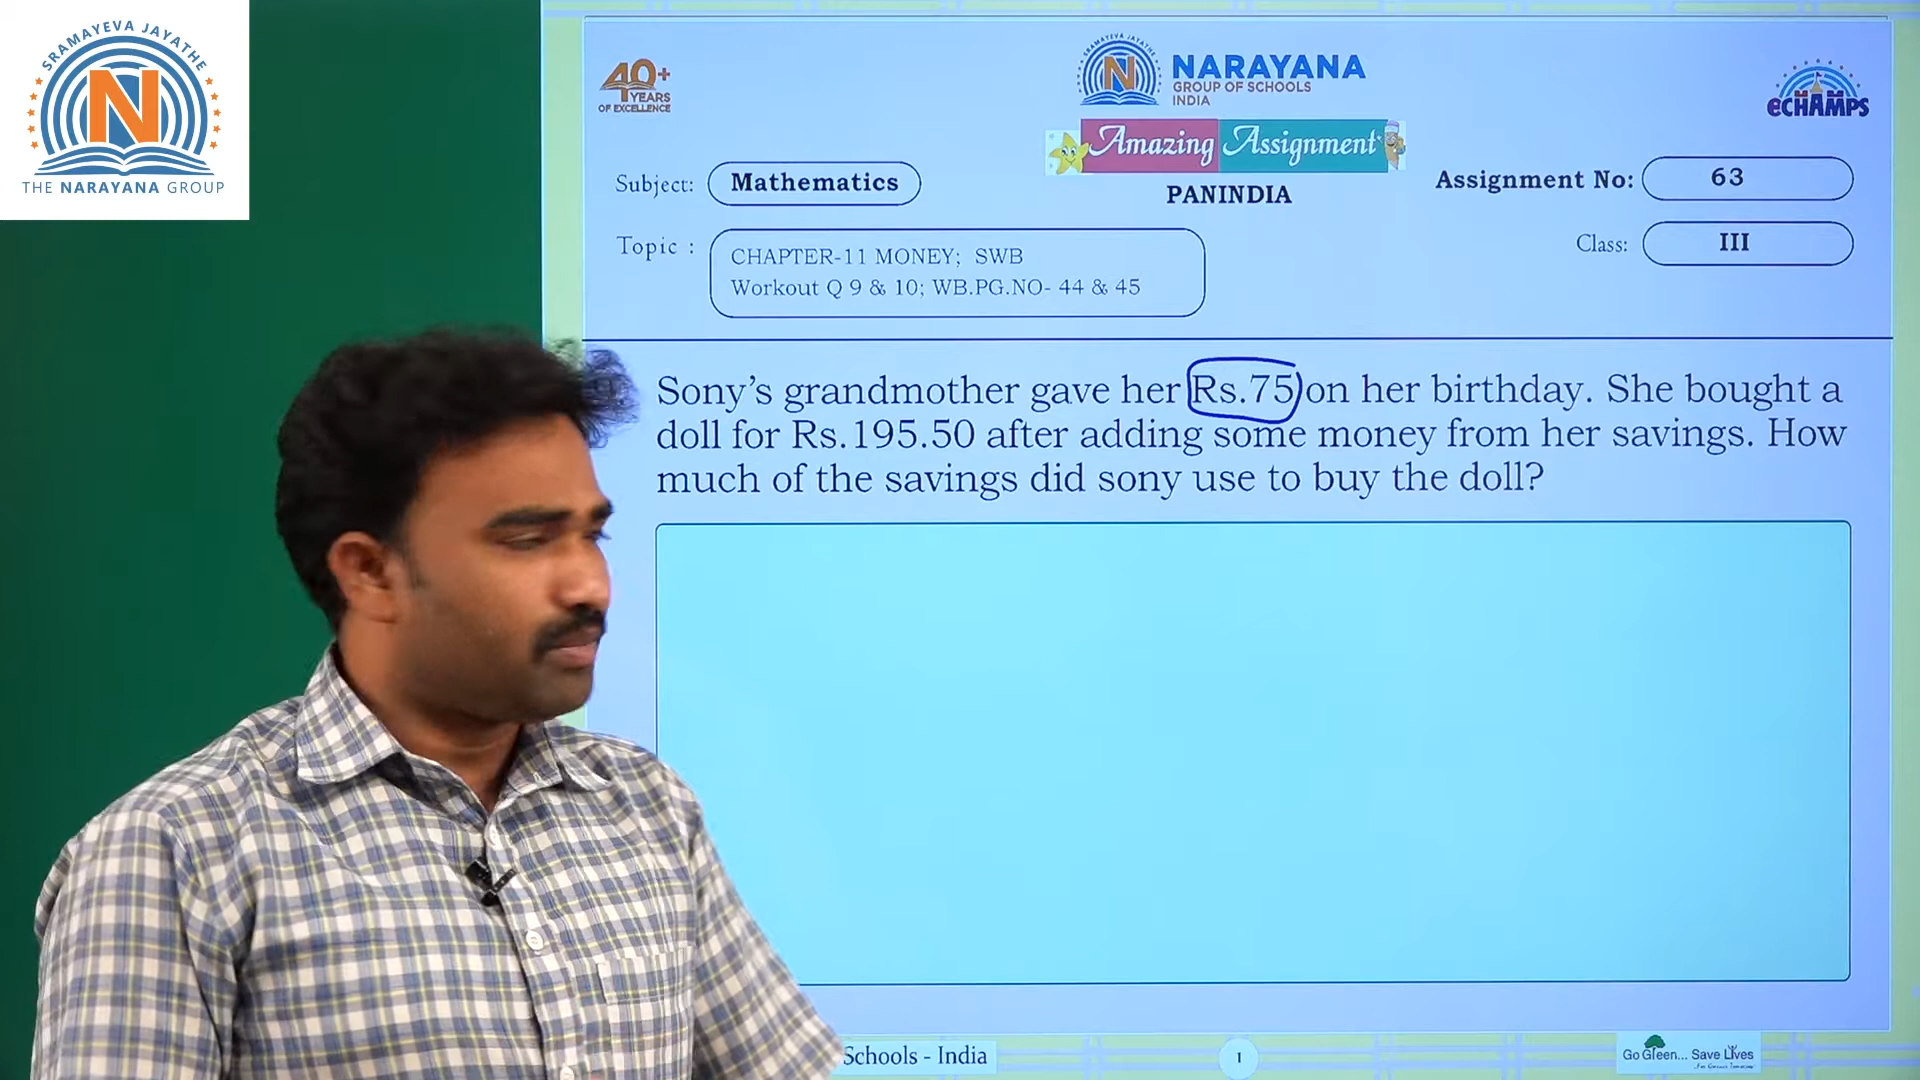 SRAMAYEVA JAYATHE
N
THE NARAYANA GROUP
40+
YEARS
OF EXCELLENCE
SRAMAYEVA JAYATHE
N
NARAYANA
GROUP OF SCHOOLS
INDIA
eCHAMPS
Amazing Assignment
PANINDIA
Subject: Mathematics
Assignment No: 63
Topic : CHAPTER-11 MONEY; SWB
Workout Q 9 & 10; WB.PG.NO- 44 & 45
Class: III
Sony's grandmother gave her Rs.75 on her birthday. She bought a
doll for Rs.195.50 after adding some money from her savings. How
much of the savings did sony use to buy the doll?
Schools - India
1
Go Green... Save Lives